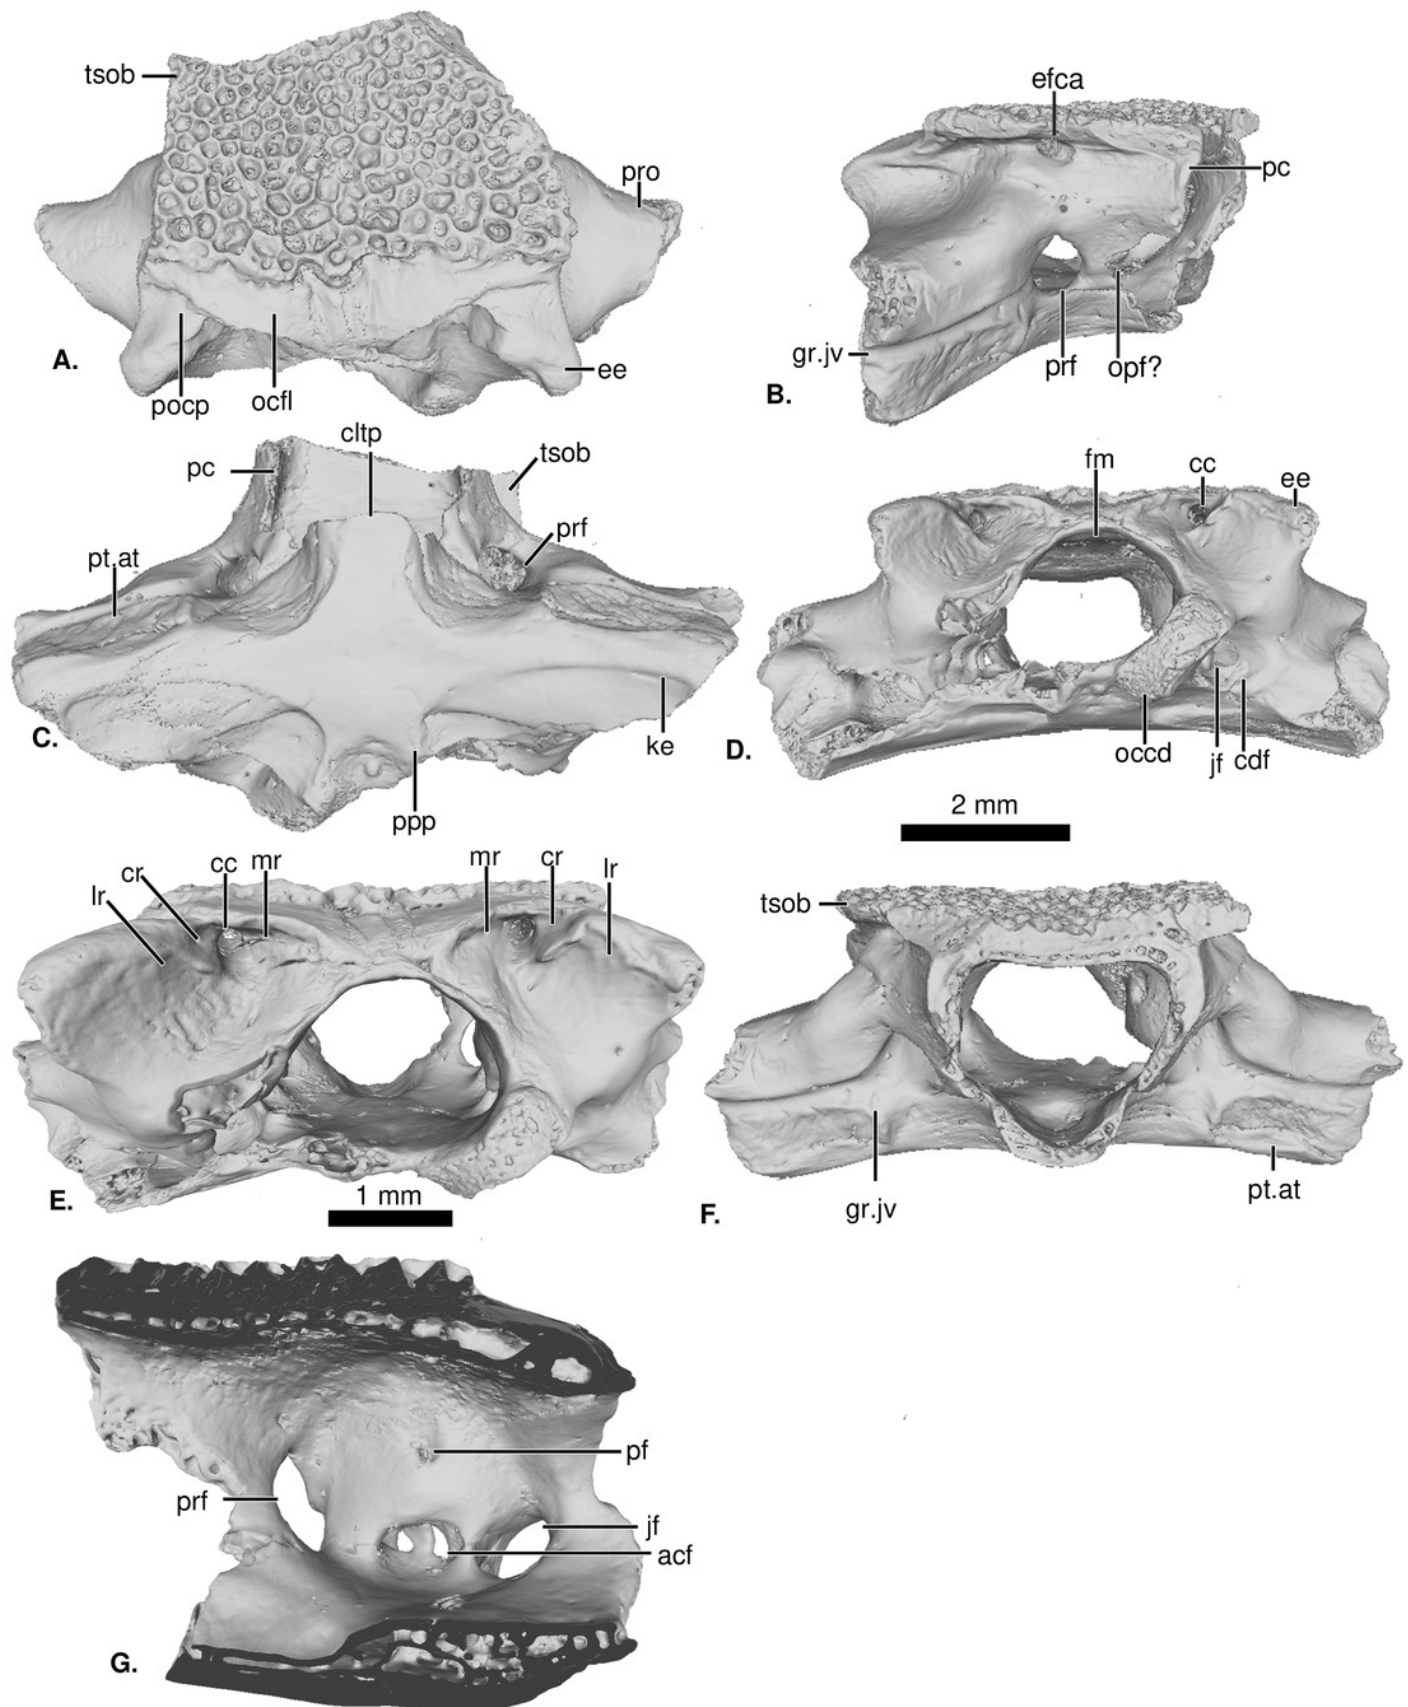 tsob
pro
A.
pocp
ocfl
ee
efca
pc
gr.jv
prf
opf?
B.
cltp
pc
tsob
prf
pt.at
C.
ke
ppp
fm
cc
ee
D.
occd
jf
cdf
2 mm
lr
cr
cc
mr
mr
cr
lr
E.
1 mm
tsob
F.
gr.jv
pt.at
pf
prf
jf
acf
G.